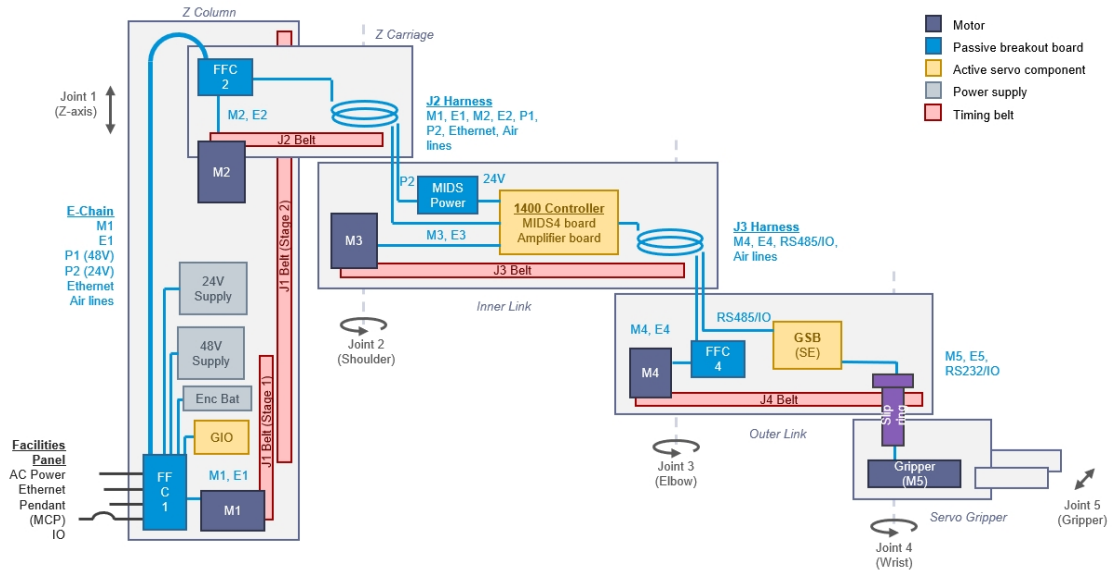 Z Column
Z Carriage
Motor
Passive breakout board
Active servo component
Power supply
Timing belt
FFC
2
Joint 1
(Z-axis)
M2, E2
J2 Harness
M1, E1, M2, E2, P1,
P2, Ethernet, Air
lines
J2 Belt
M2
P2
MIDS
Power
24V
1400 Controller
MIDS4 board
Amplifier board
E-Chain
M1
E1
P1 (48V)
P2 (24V)
Ethernet
Air lines
J1 Belt (Stage 2)
M3
M3, E3
J3 Harness
M4, E4, RS485/IO,
Air lines
J3 Belt
24V
Supply
Inner Link
48V
Supply
Joint 2
(Shoulder)
RS485/IO
M4, E4
GSB
(SE)
FFC
4
M4
M5, E5,
RS232/IO
Enc Bat
J1 Belt (Stage 1)
J4 Belt
Slip
ring
GIO
Outer Link
Facilities
Panel
AC Power
Ethernet
Pendant
(MCP)
IO
FF
C
1
M1, E1
M1
Joint 3
(Elbow)
Gripper
(M5)
Servo Gripper
Joint 5
(Gripper)
Joint 4
(Wrist)